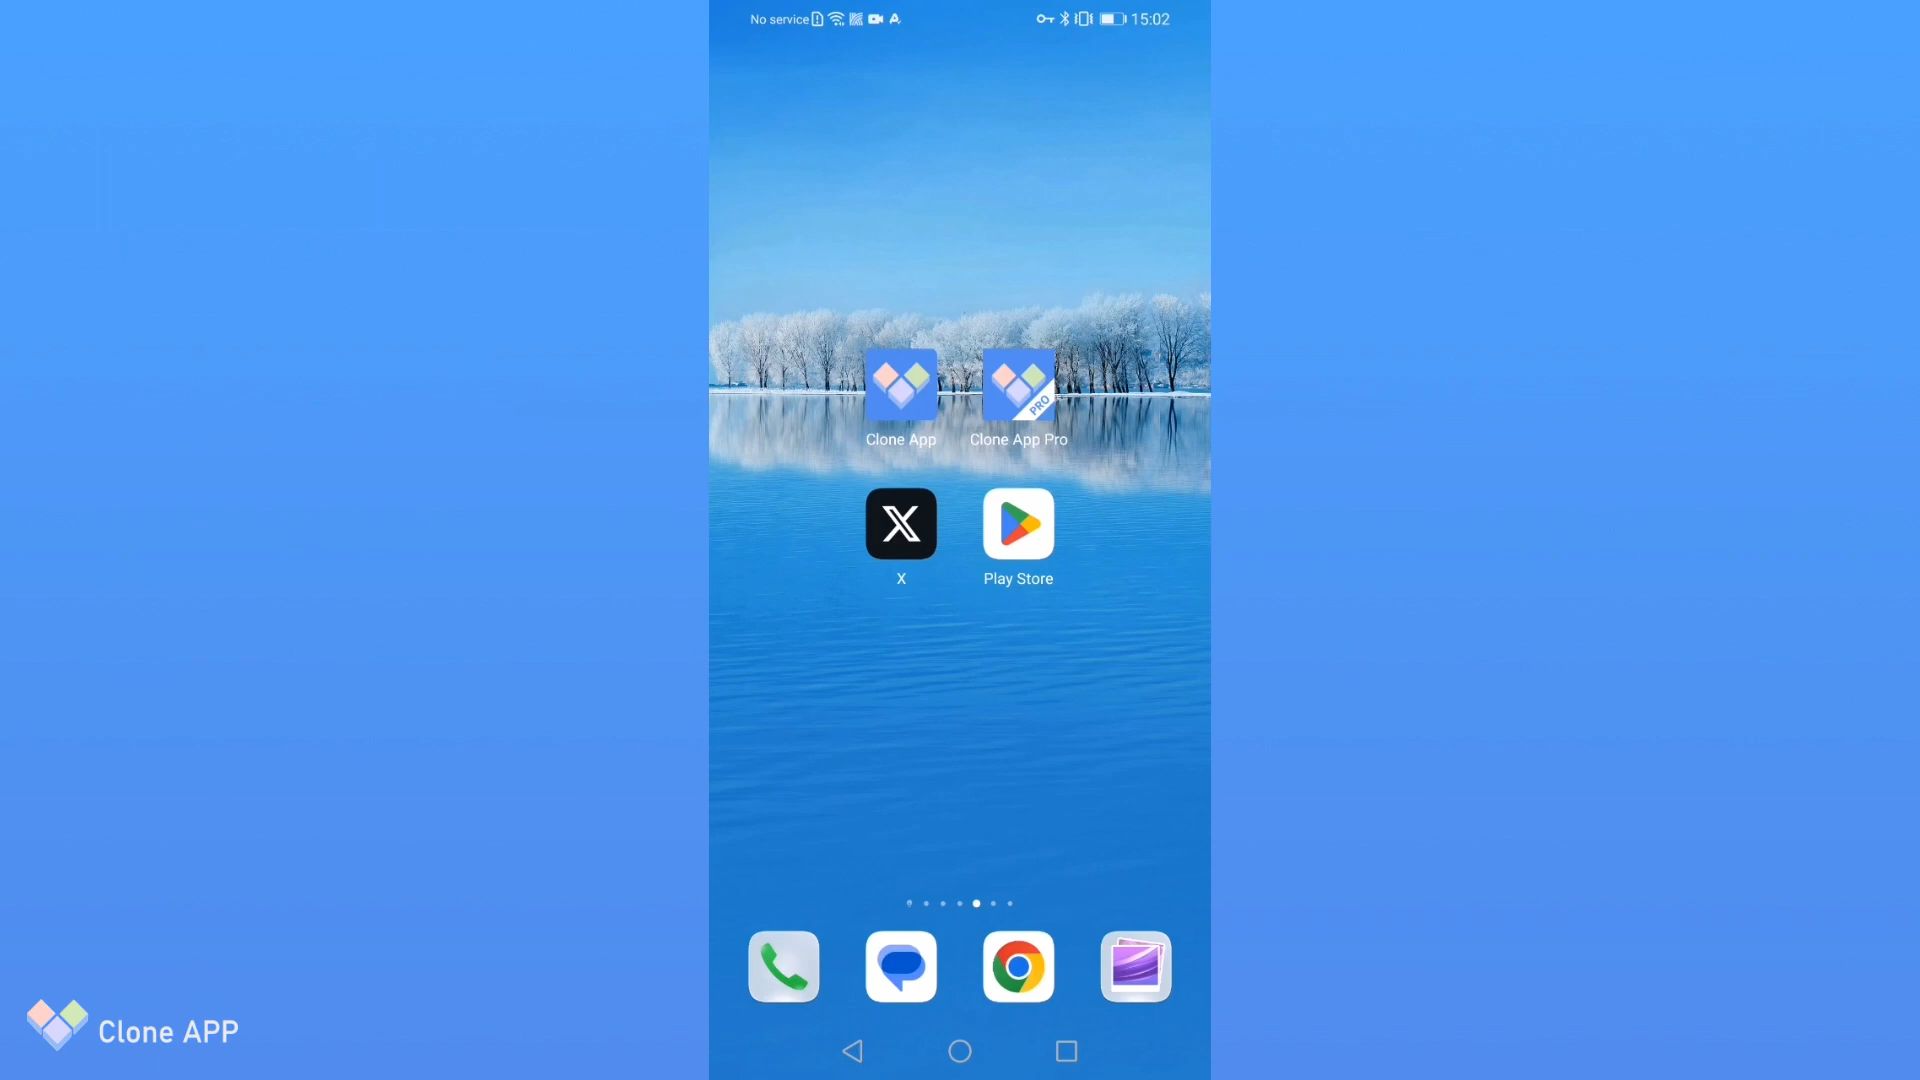 No service
15:02
PRO
Clone App
Clone App Pro
X
Play Store
Clone APP